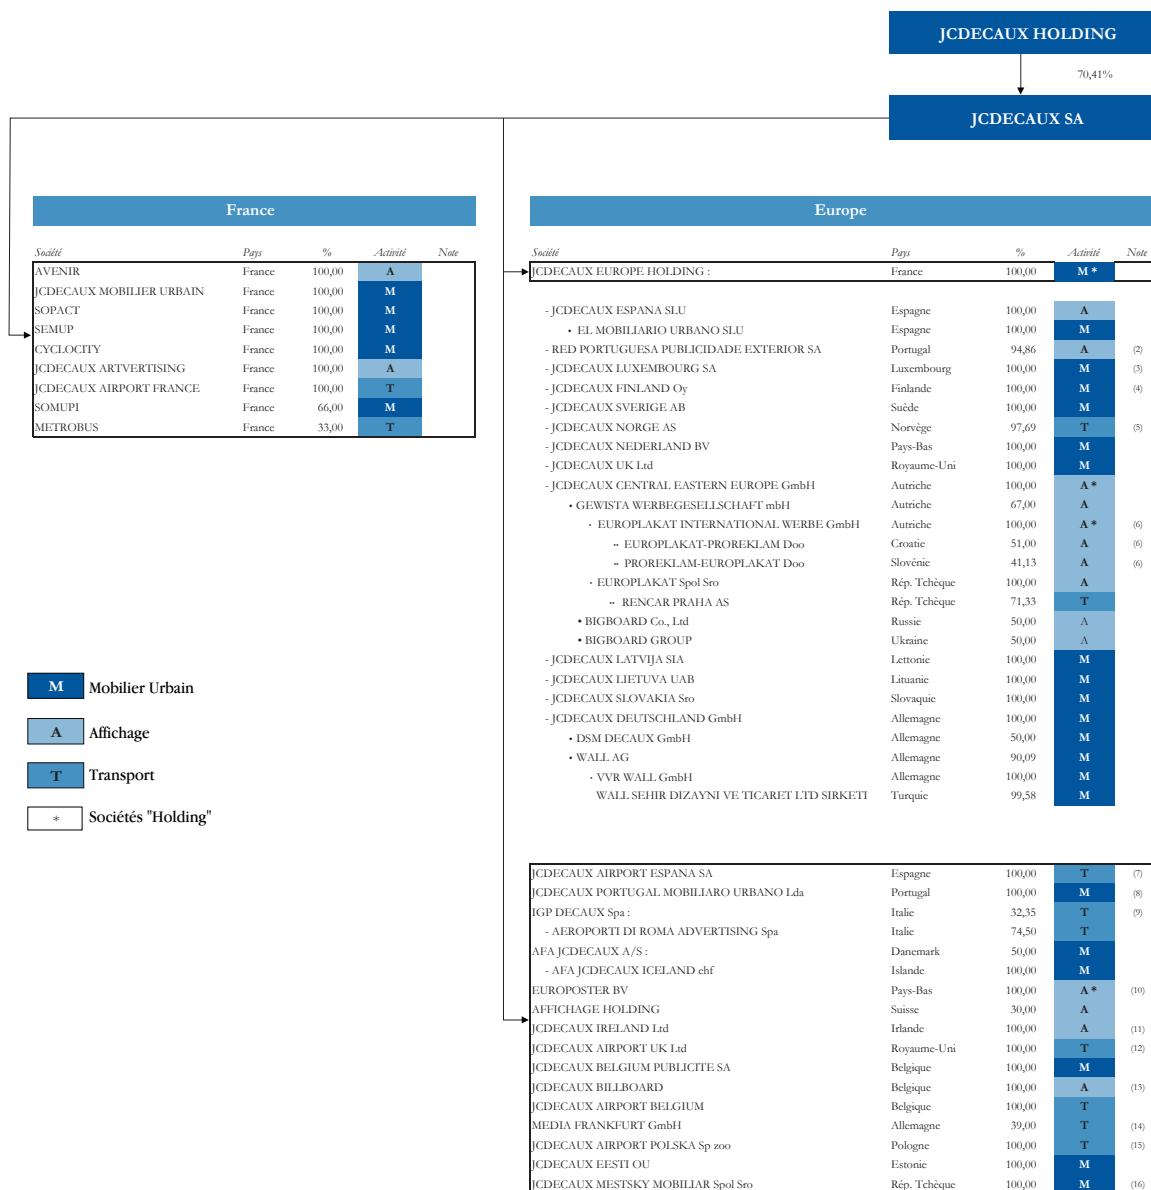 JCDECAUX HOLDING
70,41%
JCDECAUX SA
France
Société Pays % Activité Note
AVENIR France 100,00 A
JCDECAUX MOBILIER URBAIN France 100,00 M
SOPACT France 100,00 M
SEMUP France 100,00 M
CYCLOCITY France 100,00 M
JCDECAUX ARTVERTISING France 100,00 A
JCDECAUX AIRPORT FRANCE France 100,00 T
SOMUPI France 66,00 M
METROBUS France 33,00 T
M Mobilier Urbain
A Affichage
T Transport
* Sociétés "Holding"
Europe
Société Pays % Activité Note
JCDECAUX EUROPE HOLDING : France 100,00 M *
- JCDECAUX ESPANA SLU Espagne 100,00 A
• EL MOBILIARIO URBANO SLU Espagne 100,00 M
- RED PORTUGUESA PUBLICIDADE EXTERIOR SA Portugal 94,86 A (2)
- JCDECAUX LUXEMBOURG SA Luxembourg 100,00 M (3)
- JCDECAUX FINLAND Oy Finlande 100,00 M (4)
- JCDECAUX SVERIGE AB Suède 100,00 M
- JCDECAUX NORGE AS Norvège 97,69 T (5)
- JCDECAUX NEDERLAND BV Pays-Bas 100,00 M
- JCDECAUX UK Ltd Royaume-Uni 100,00 M
- JCDECAUX CENTRAL EASTERN EUROPE GmbH Autriche 100,00 A *
• GEWISTA WERBEGESELLSCHAFT mbH Autriche 67,00 A
· EUROPLAKAT INTERNATIONAL WERBE GmbH Autriche 100,00 A * (6)
·· EUROPLAKAT-PROREKLAM Doo Croatie 51,00 A (6)
·· PROREKLAM-EUROPLAKAT Doo Slovénie 41,13 A (6)
· EUROPLAKAT Spol Sro Rép. Tchèque 100,00 A
·· RENCAR PRAHA AS Rép. Tchèque 71,33 T
• BIGBOARD Co., Ltd Russie 50,00 A
• BIGBOARD GROUP Ukraine 50,00 A
- JCDECAUX LATVIJA SIA Lettonie 100,00 M
- JCDECAUX LIETUVA UAB Lituanie 100,00 M
- JCDECAUX SLOVAKIA Sro Slovaquie 100,00 M
- JCDECAUX DEUTSCHLAND GmbH Allemagne 100,00 M
• DSM DECAUX GmbH Allemagne 50,00 M
• WALL AG Allemagne 90,09 M
· VVR WALL GmbH Allemagne 100,00 M
WALL SEHIR DIZAYNI VE TICARET LTD SIRKETI Turquie 99,58 M
JCDECAUX AIRPORT ESPANA SA Espagne 100,00 T (7)
JCDECAUX PORTUGAL MOBILIARO URBANO Lda Portugal 100,00 M (8)
IGP DECAUX Spa : Italie 32,35 T (9)
- AEROPORTI DI ROMA ADVERTISING Spa Italie 74,50 T
AFA JCDECAUX A/S : Danemark 50,00 M
- AFA JCDECAUX ICELAND ehf Islande 100,00 M
EUROPOSTER BV Pays-Bas 100,00 A * (10)
AFFICHAGE HOLDING Suisse 30,00 A
JCDECAUX IRELAND Ltd Irlande 100,00 A (11)
JCDECAUX AIRPORT UK Ltd Royaume-Uni 100,00 T (12)
JCDECAUX BELGIUM PUBLICITE SA Belgique 100,00 M
JCDECAUX BILLBOARD Belgique 100,00 A (13)
JCDECAUX AIRPORT BELGIUM Belgique 100,00 T
MEDIA FRANKFURT GmbH Allemagne 39,00 T (14)
JCDECAUX AIRPORT POLSKA Sp zoo Pologne 100,00 T (15)
JCDECAUX EESTI OU Estonie 100,00 M
JCDECAUX MESTSKY MOBILIAR Spol Sro Rép. Tchèque 100,00 M (16)